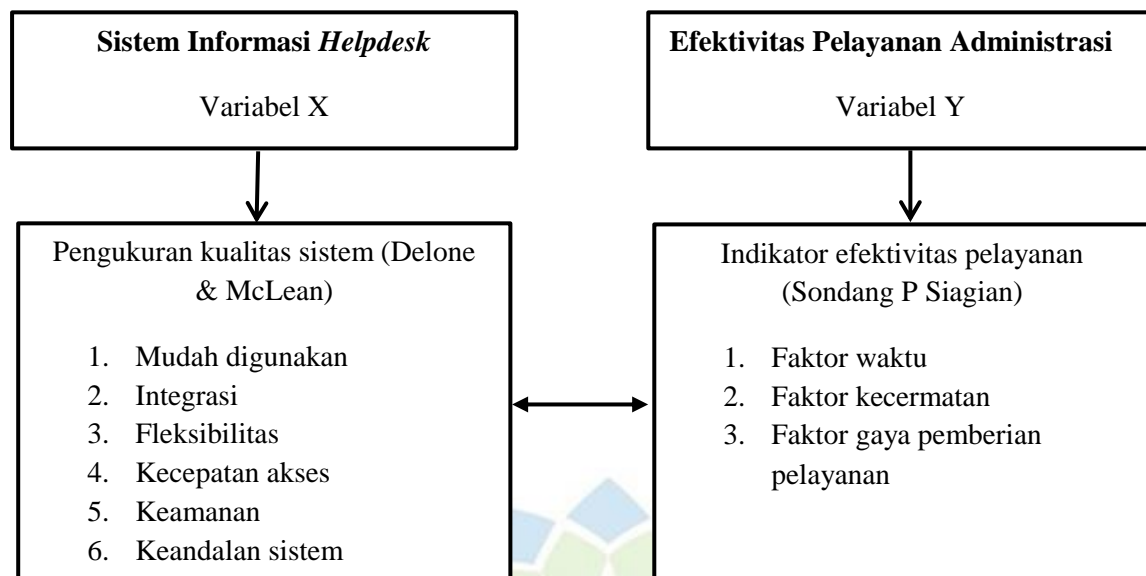 Sistem Informasi Helpdesk
Variabel X
Efektivitas Pelayanan Administrasi
Variabel Y
Pengukuran kualitas sistem (Delone
& McLean)
1. Mudah digunakan
2. Integrasi
3. Fleksibilitas
4. Kecepatan akses
5. Keamanan
6. Keandalan sistem
Indikator efektivitas pelayanan
(Sondang P Siagian)
1. Faktor waktu
2. Faktor kecermatan
3. Faktor gaya pemberian
pelayanan